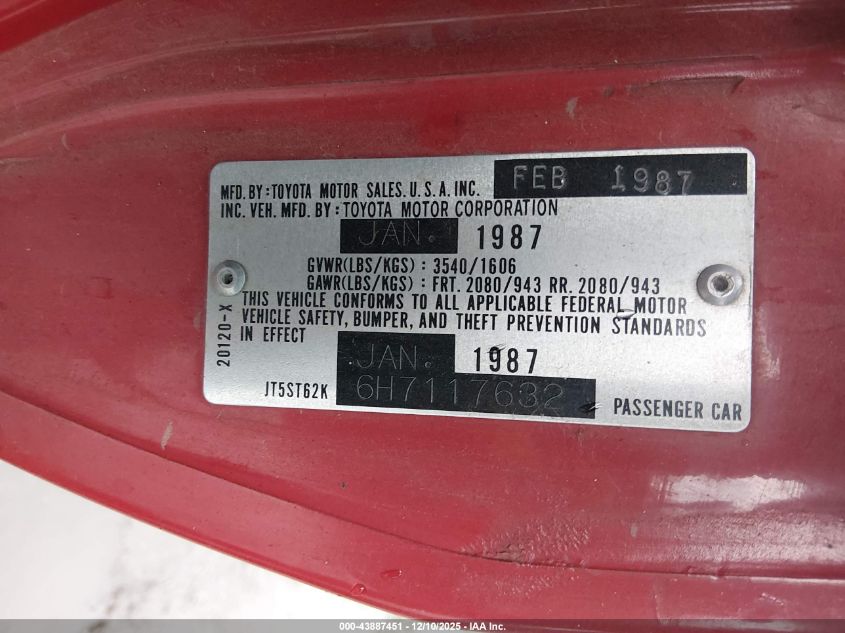 MFD. BY: TOYOTA MOTOR SALES. U.S.A. INC. FEB 1987
INC. VEH. MFD. BY: TOYOTA MOTOR CORPORATION
JAN. 1987
GVWR(LBS/KGS): 3540/1606
GAWR(LBS/KGS): FRT. 2080/943 RR. 2080/943
THIS VEHICLE CONFORMS TO ALL APPLICABLE FEDERAL MOTOR
VEHICLE SAFETY, BUMPER, AND THEFT PREVENTION STANDARDS
IN EFFECT
JAN. 1987
JT5ST62K 6H7117632 PASSENGER CAR
20120-X
000-43887451 - 12/10/2025 - IAA, Inc.